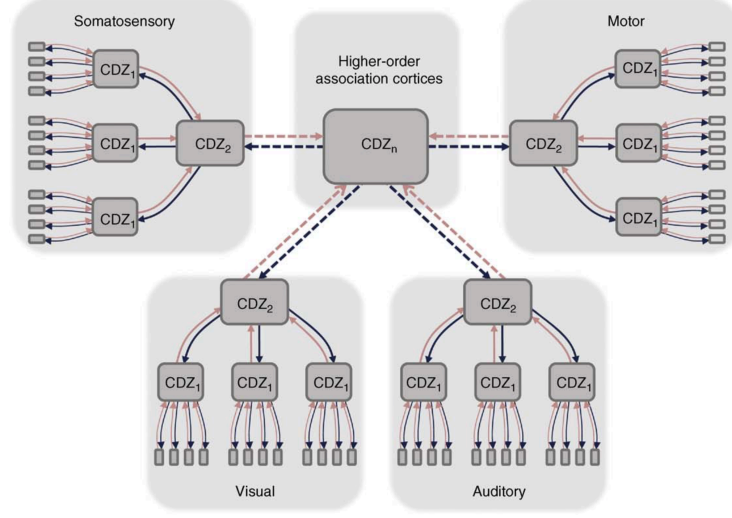 Somatosensory
Motor
Higher-order
association cortices
CDZ₁
CDZ₁
CDZ₁
CDZ₂
CDZₙ
CDZ₂
CDZ₁
CDZ₁
CDZ₁
CDZ₂
CDZ₂
CDZ₁
CDZ₁
CDZ₁
CDZ₁
CDZ₁
CDZ₁
Visual
Auditory